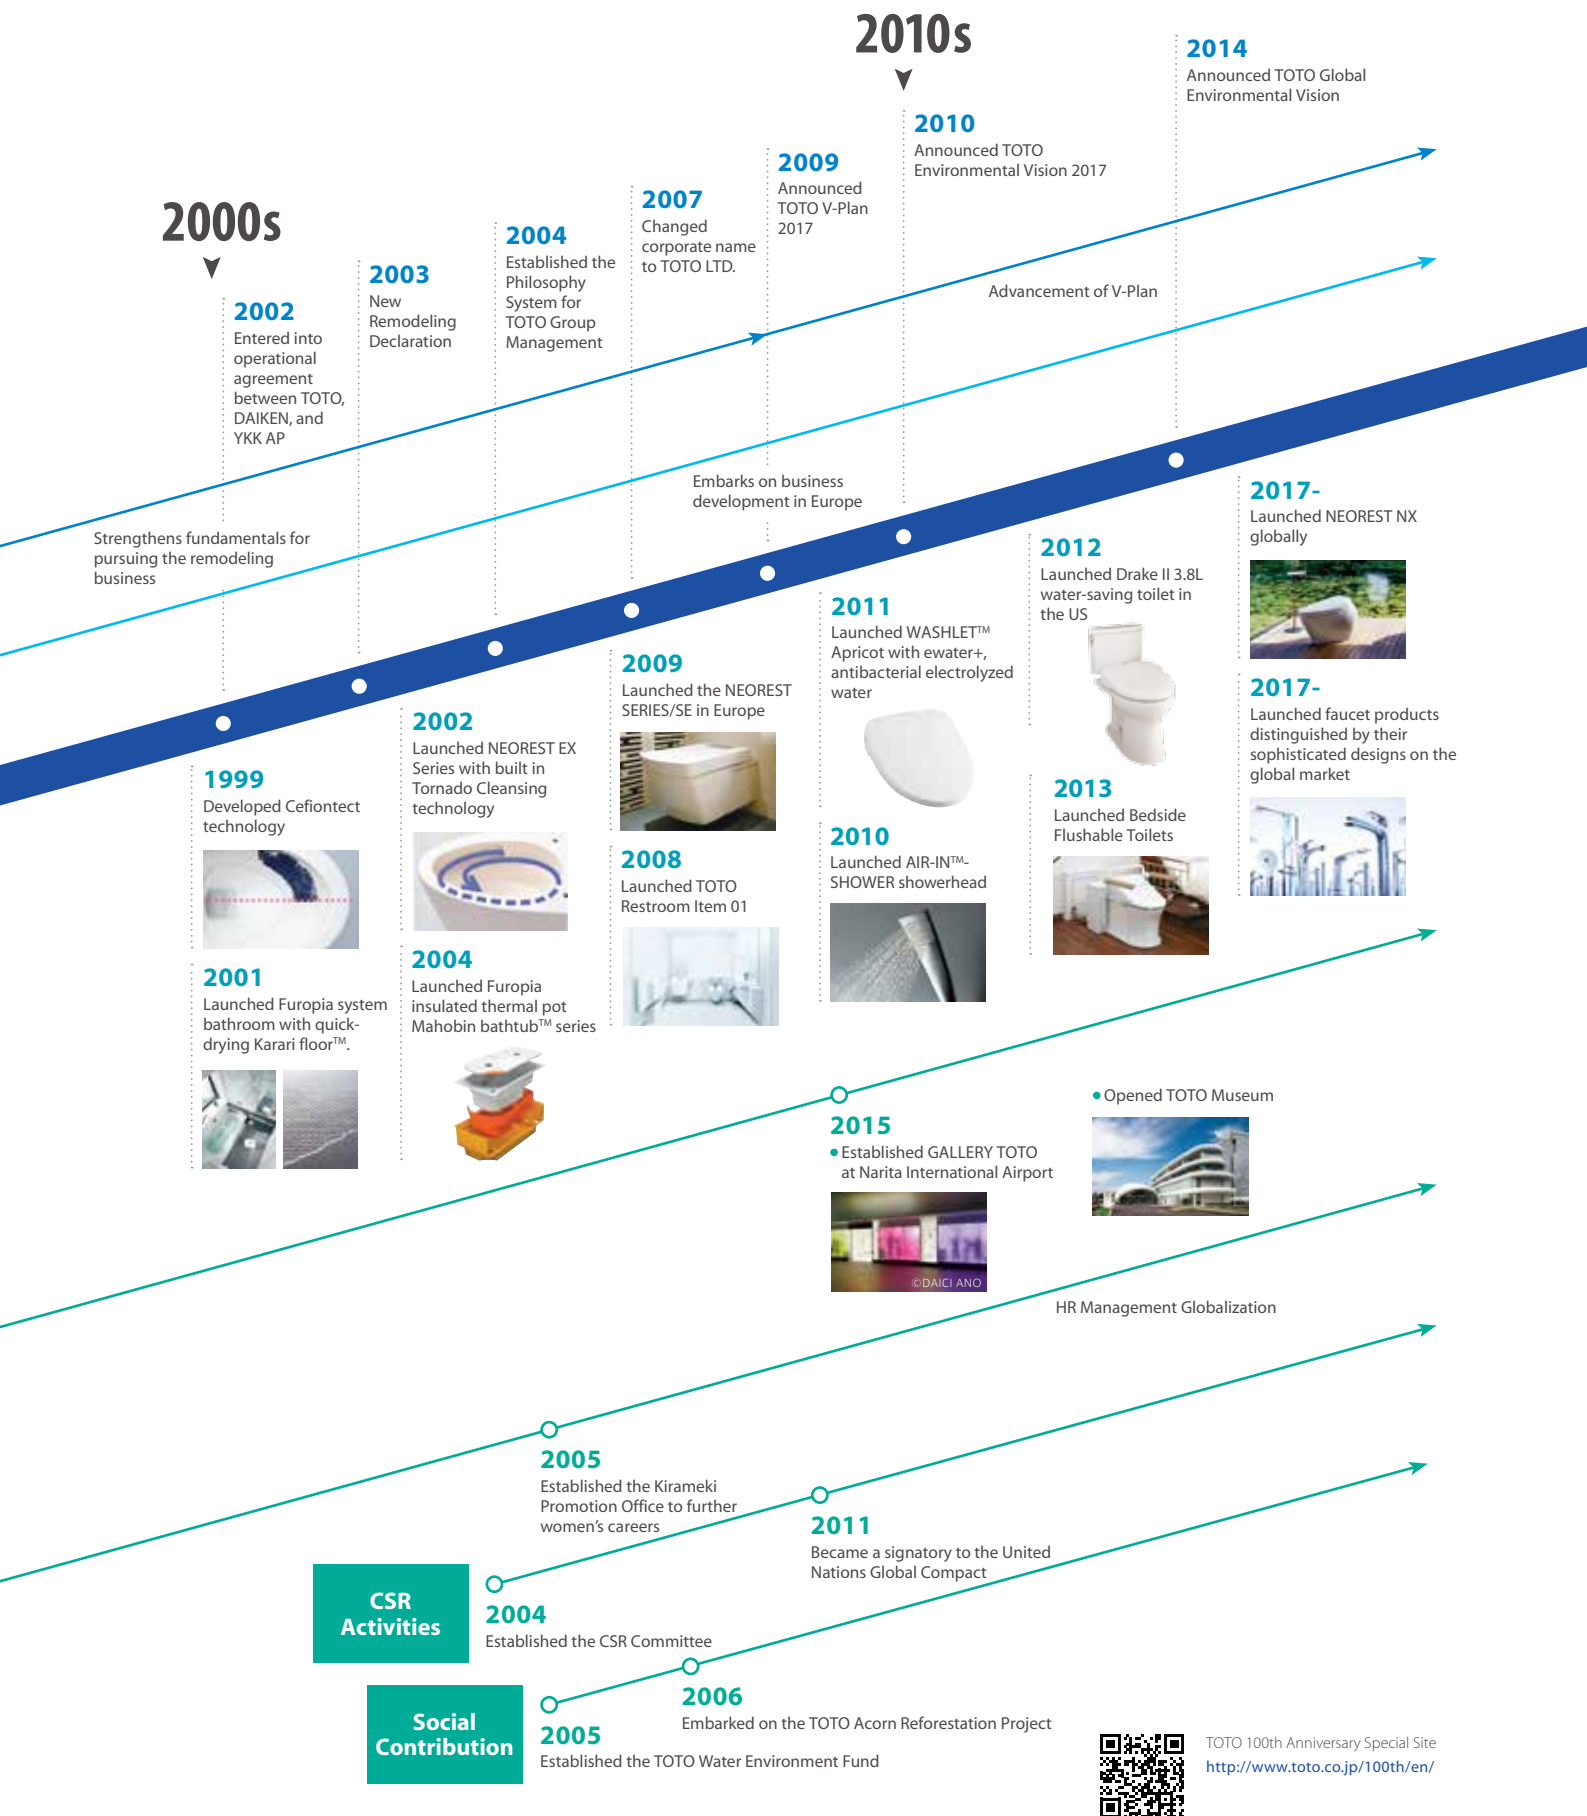 2000s
2002
Entered into
operational
agreement
between TOTO,
DAIKEN, and
YKK AP
2003
New
Remodeling
Declaration
2004
Established the
Philosophy
System for
TOTO Group
Management
2007
Changed
corporate name
to TOTO LTD.
2009
Announced
TOTO V-Plan
2017
2010s
2010
Announced TOTO
Environmental Vision 2017
2014
Announced TOTO Global
Environmental Vision
Advancement of V-Plan
Strengthens fundamentals for
pursuing the remodeling
business
Embarks on business
development in Europe
1999
Developed Cefiontect
technology
2001
Launched Furopia system
bathroom with quick-
drying Karari floor™.
2002
Launched NEOREST EX
Series with built in
Tornado Cleansing
technology
2004
Launched Furopia
insulated thermal pot
Mahobin bathtub™ series
2009
Launched the NEOREST
SERIES/SE in Europe
2008
Launched TOTO
Restroom Item 01
2011
Launched WASHLET™
Apricot with ewater+,
antibacterial electrolyzed
water
2010
Launched AIR-IN™-
SHOWER showerhead
2012
Launched Drake II 3.8L
water-saving toilet in
the US
2013
Launched Bedside
Flushable Toilets
2017-
Launched NEOREST NX
globally
2017-
Launched faucet products
distinguished by their
sophisticated designs on the
global market
2015
• Established GALLERY TOTO
at Narita International Airport
©DAICI ANO
• Opened TOTO Museum
HR Management Globalization
2005
Established the Kirameki
Promotion Office to further
women's careers
CSR
Activities
2004
Established the CSR Committee
2011
Became a signatory to the United
Nations Global Compact
Social
Contribution
2005
Established the TOTO Water Environment Fund
2006
Embarked on the TOTO Acorn Reforestation Project
TOTO 100th Anniversary Special Site
http://www.toto.co.jp/100th/en/